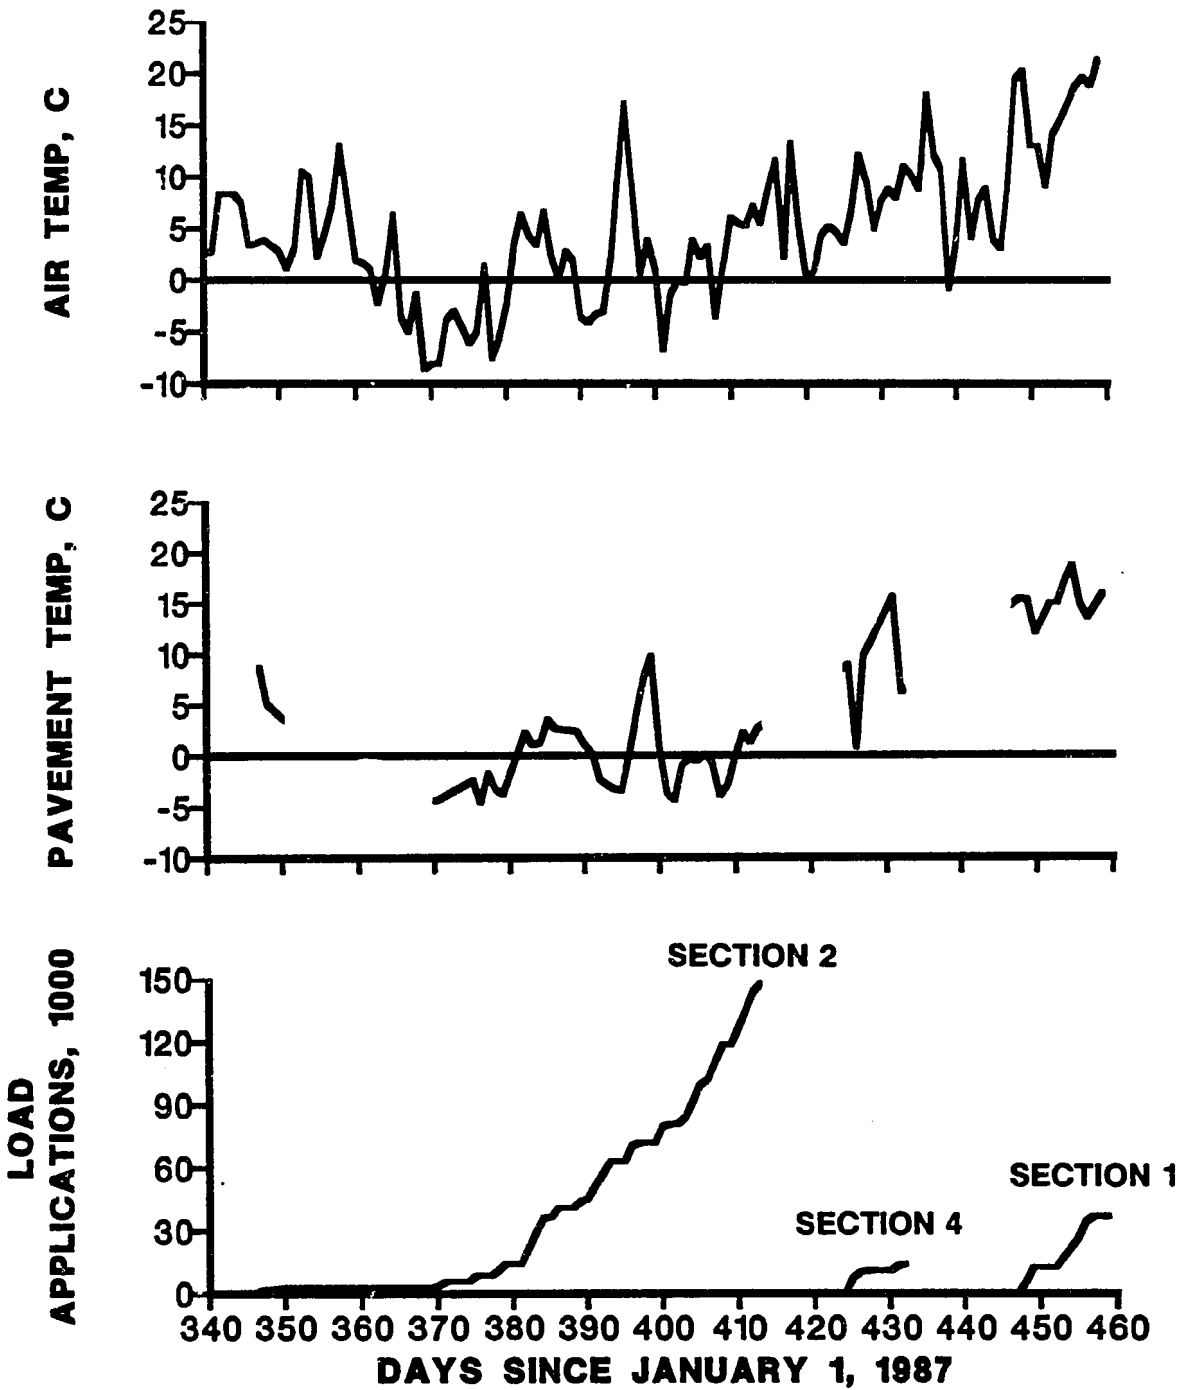 AIR TEMP, C
25
20
15
10
5
0
-5
-10
PAVEMENT TEMP, C
25
20
15
10
5
0
-5
-10
LOAD
APPLICATIONS, 1000
150
120
90
60
30
0
SECTION 2
SECTION 4
SECTION 1
340 350 360 370 380 390 400 410 420 430 440 450 460
DAYS SINCE JANUARY 1, 1987